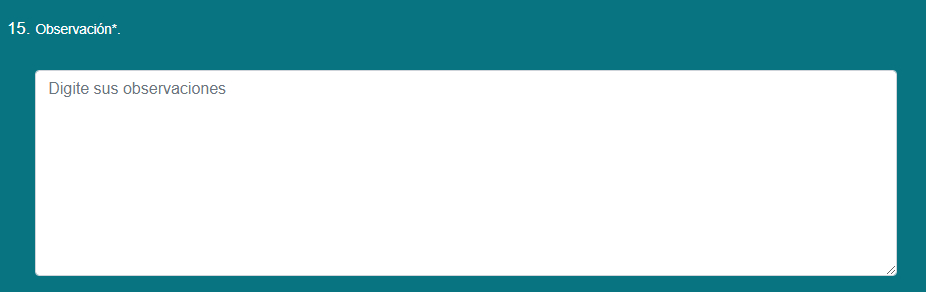 15. Observación*.
Digite sus observaciones